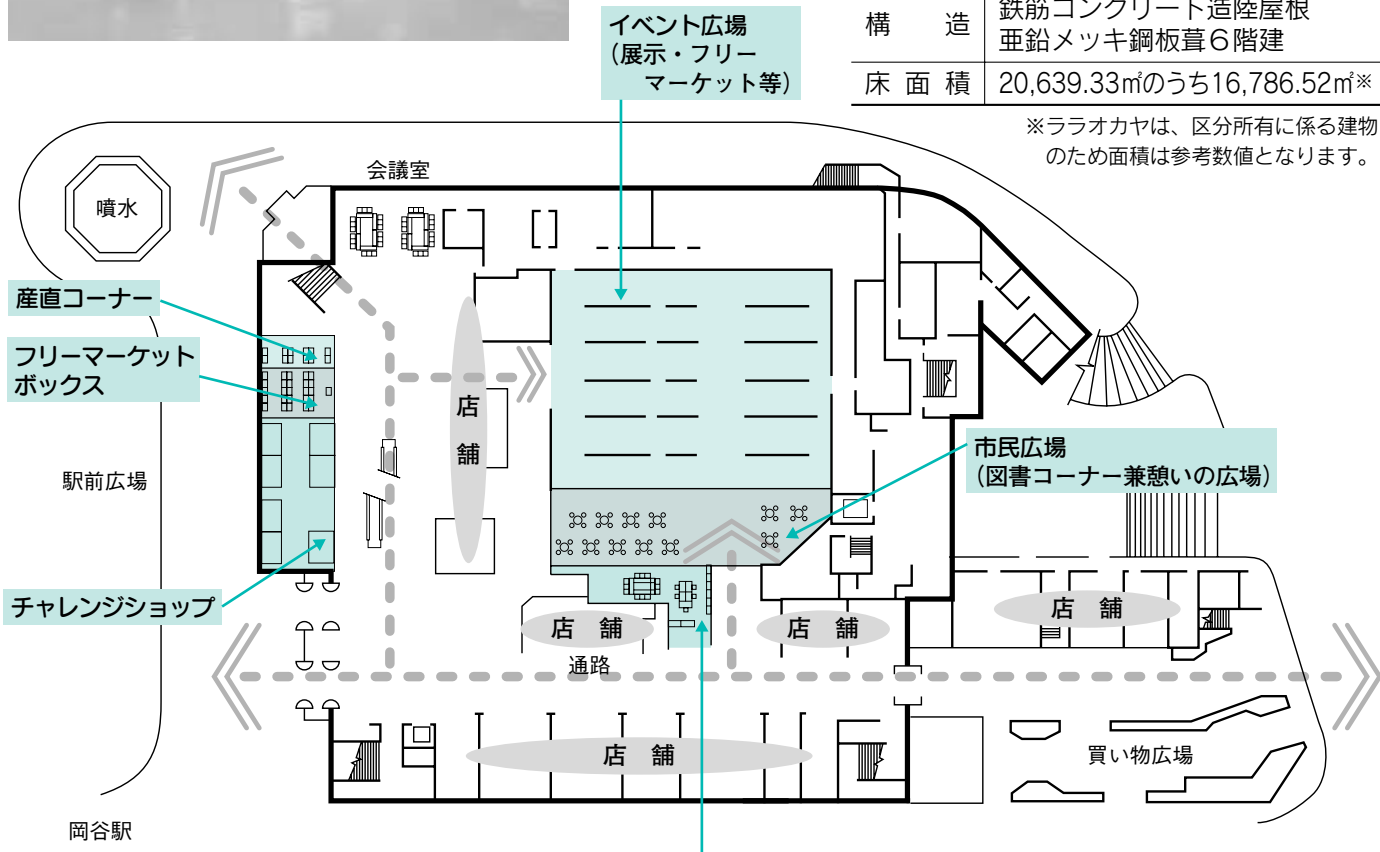 イベント広場
（展示・フリー
マーケット等）
構造
鉄筋コンクリート造陸屋根
亜鉛メッキ鋼板葺６階建
床面積
20,639.33㎡のうち16,786.52㎡※
※ララオカヤは、区分所有に係る建物
のため面積は参考数値となります。
会議室
噴水
産直コーナー
フリーマーケット
ボックス
店舗
駅前広場
市民広場
（図書コーナー兼憩いの広場）
チャレンジショップ
店舗
店舗
店舗
通路
店舗
買い物広場
岡谷駅